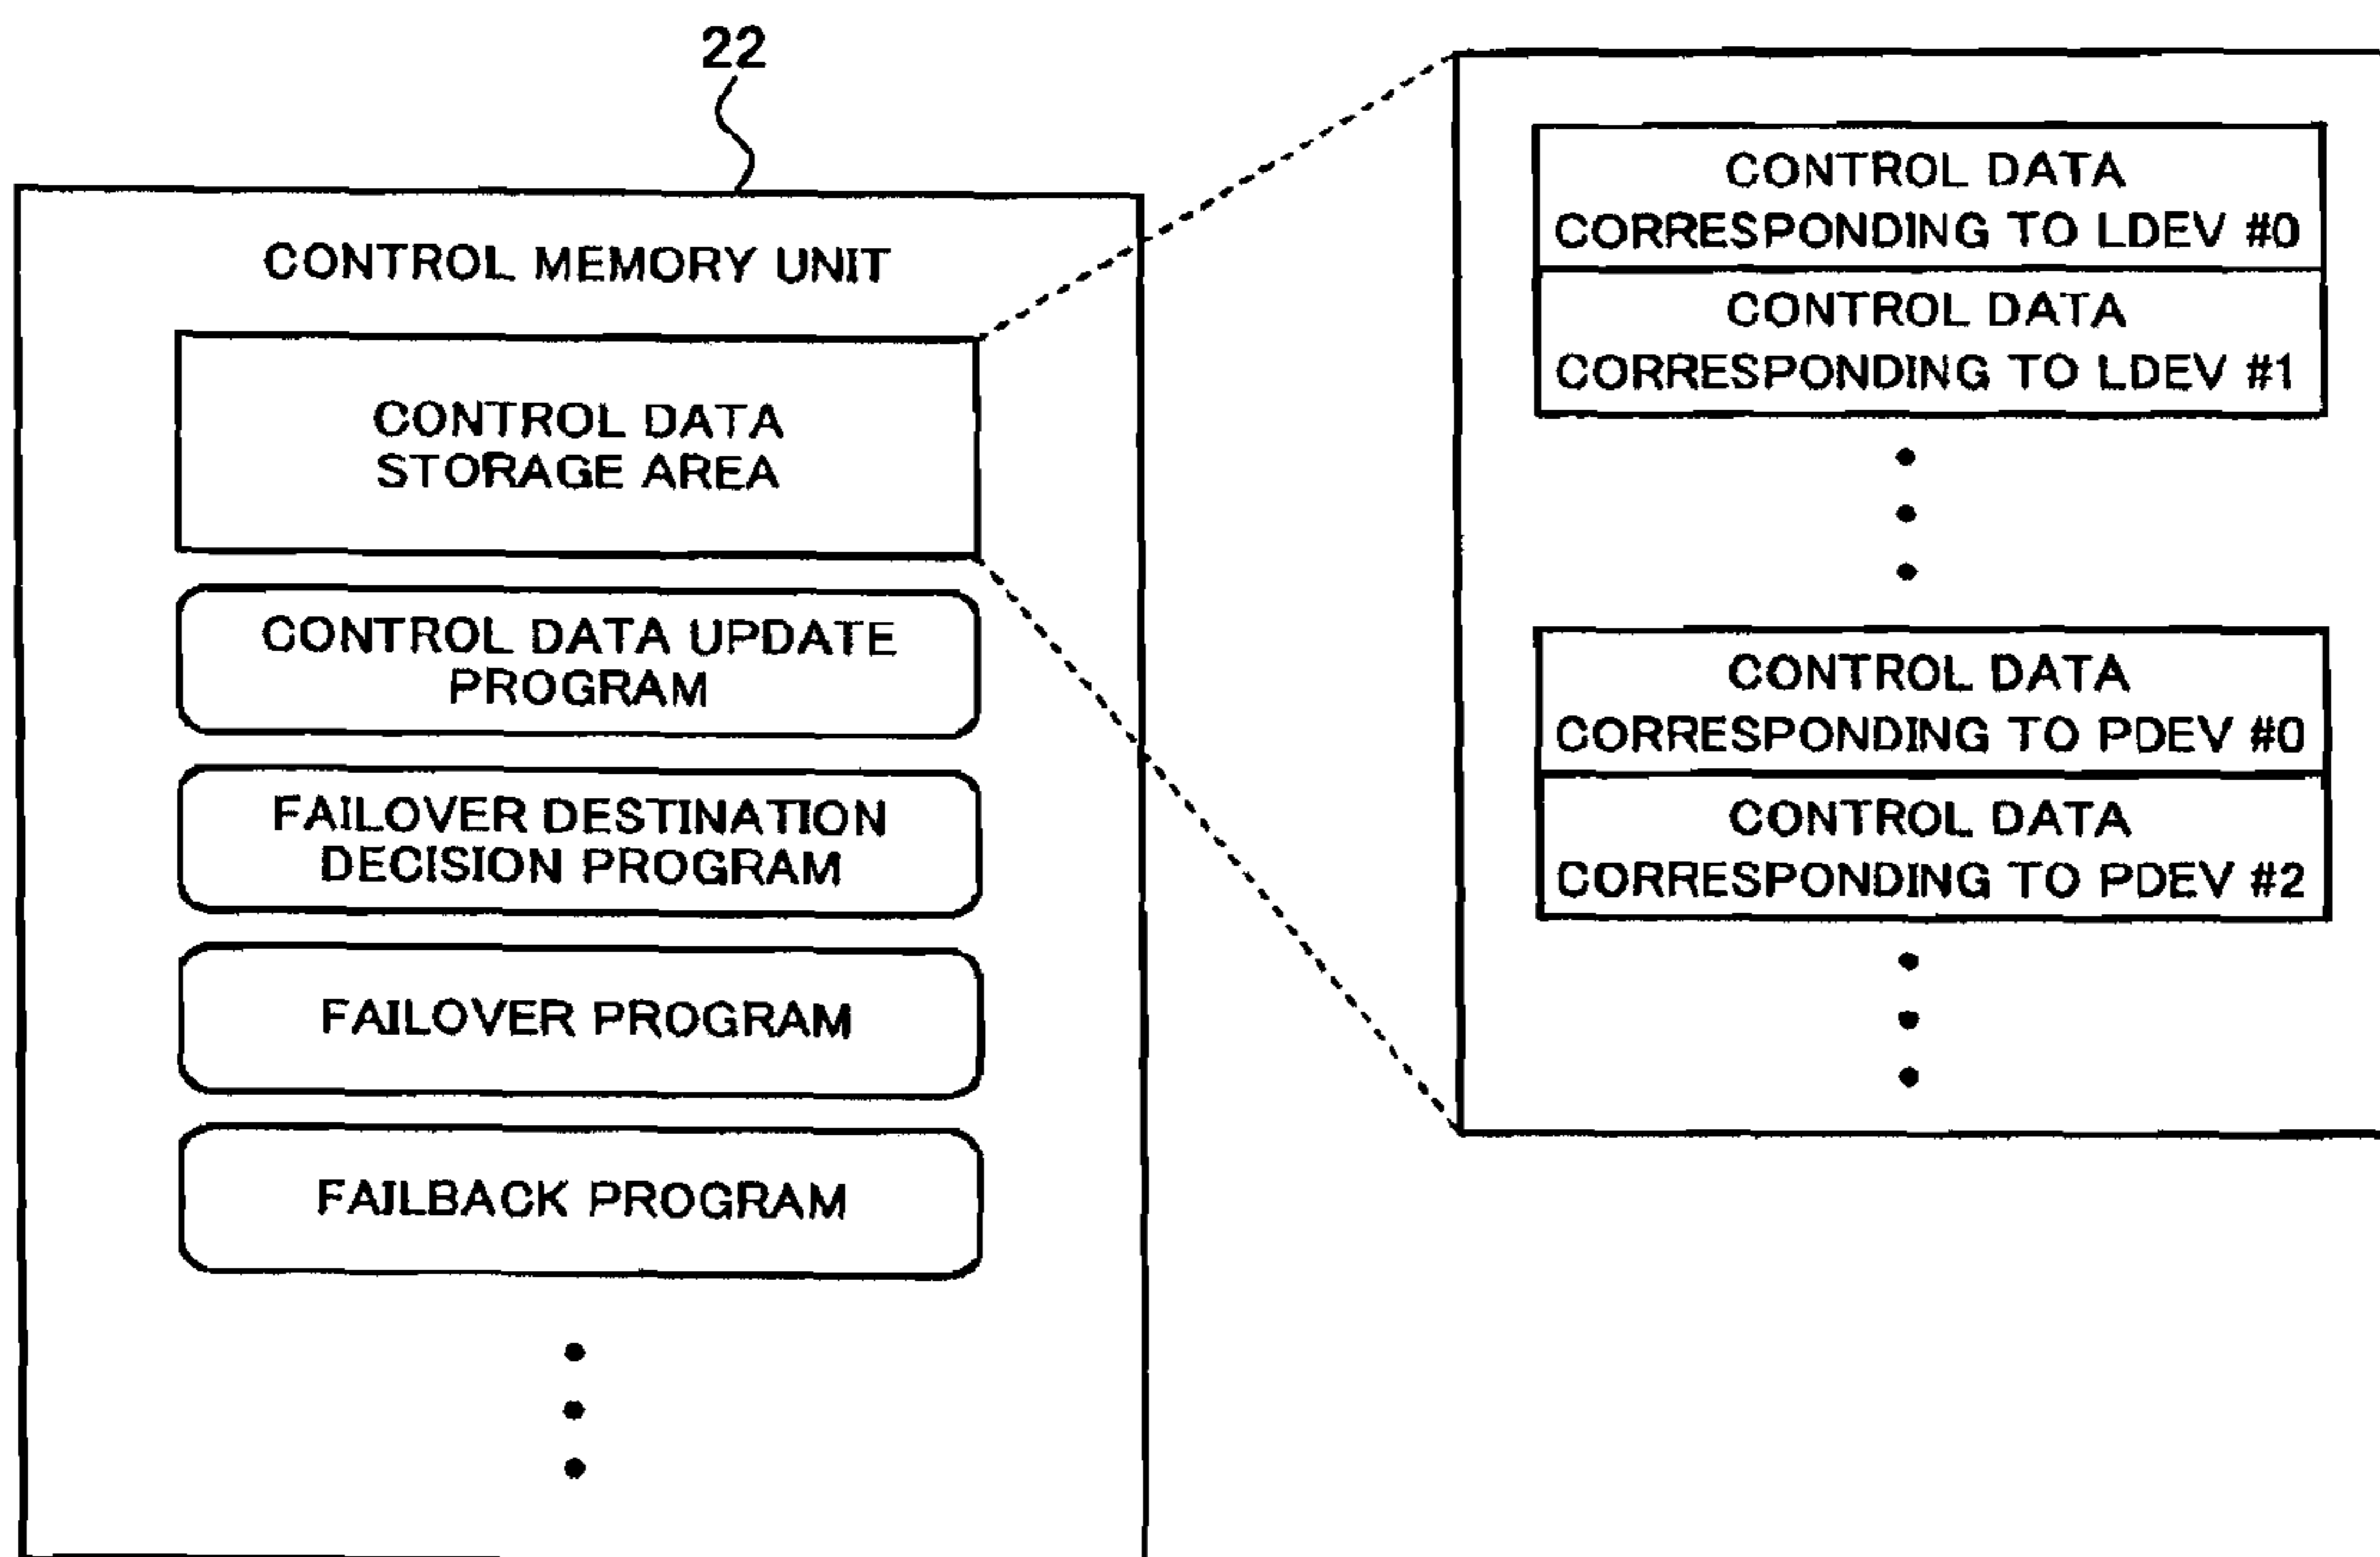 22
CONTROL MEMORY UNIT
CONTROL DATA
STORAGE AREA
CONTROL DATA UPDATE
PROGRAM
FAILOVER DESTINATION
DECISION PROGRAM
FAILOVER PROGRAM
FAILBACK PROGRAM
CONTROL DATA
CORRESPONDING TO LDEV #0
CONTROL DATA
CORRESPONDING TO LDEV #1
CONTROL DATA
CORRESPONDING TO PDEV #0
CONTROL DATA
CORRESPONDING TO PDEV #2